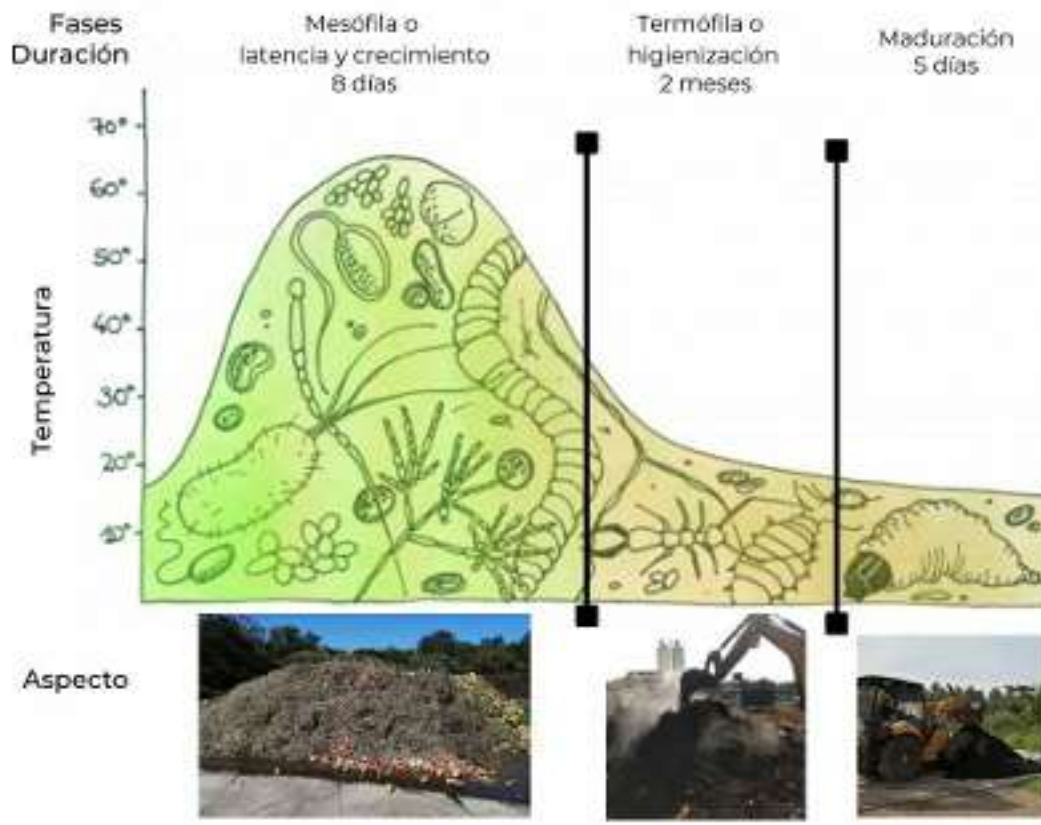 Fases
Duración
Mesófila o
latencia y crecimiento
8 días
Termófila o
higienización
2 meses
Maduración
5 días
70°
60°
50°
40°
30°
20°
10°
Temperatura
Aspecto